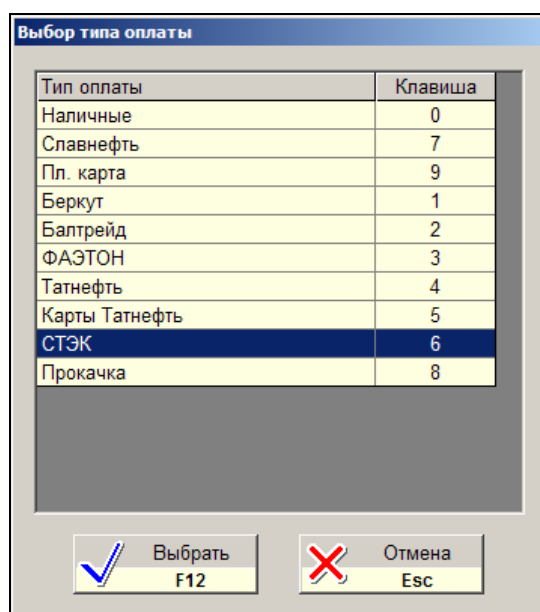 Выбор типа оплаты
Тип оплаты Клавиша
Наличные 0
Славнефть 7
Пл. карта 9
Беркут 1
Балтрейд 2
ФАЭТОН 3
Татнефть 4
Карты Татнефть 5
СТЭК 6
Прокачка 8
Выбрать Отмена
F12 Esc